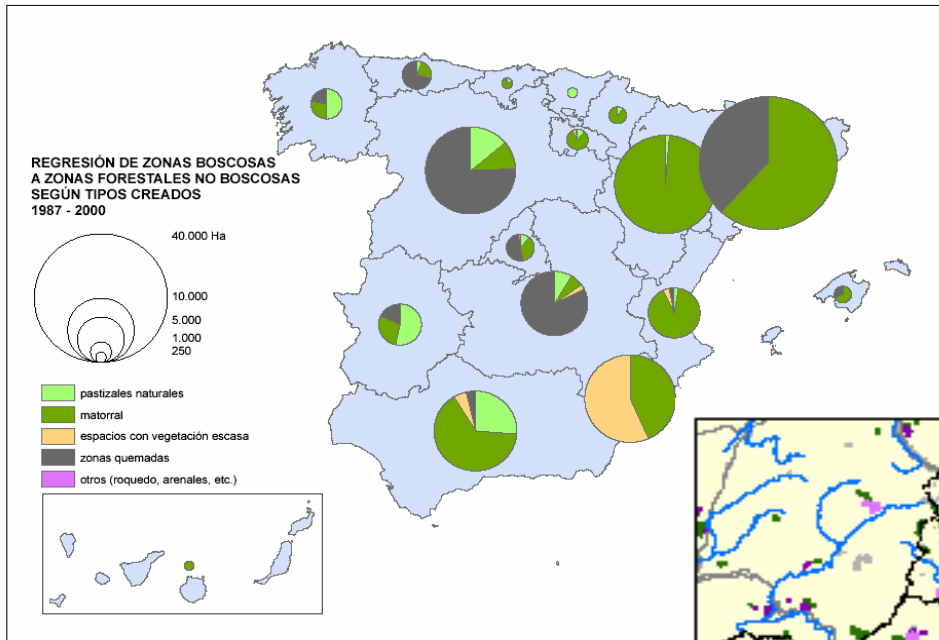 REGRESIÓN DE ZONAS BOSCOSAS
A ZONAS FORESTALES NO BOSCOSAS
SEGÚN TIPOS CREADOS
1987 - 2000
40.000 Ha
10.000
5.000
1.000
250
pastizales naturales
matorral
espacios con vegetación escasa
zonas quemadas
otros (roquedo, arenales, etc.)